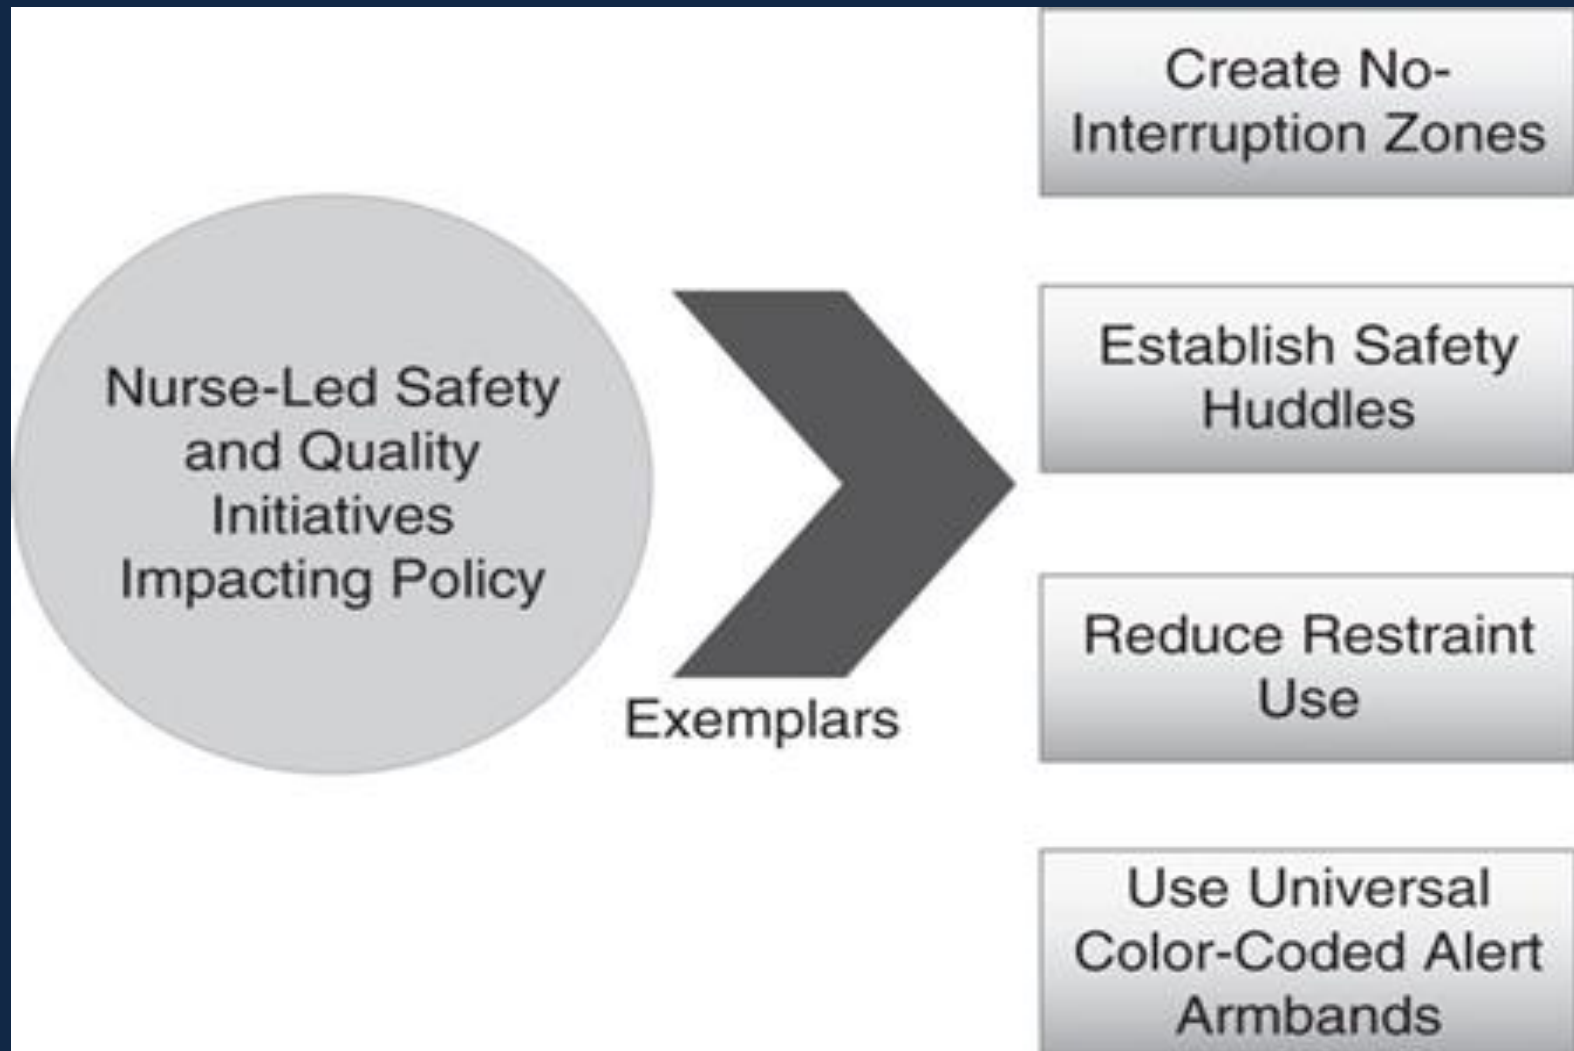 Nurse-Led Safety
and Quality
Initiatives
Impacting Policy
Exemplars
Create No-
Interruption Zones
Establish Safety
Huddles
Reduce Restraint
Use
Use Universal
Color-Coded Alert
Armbands